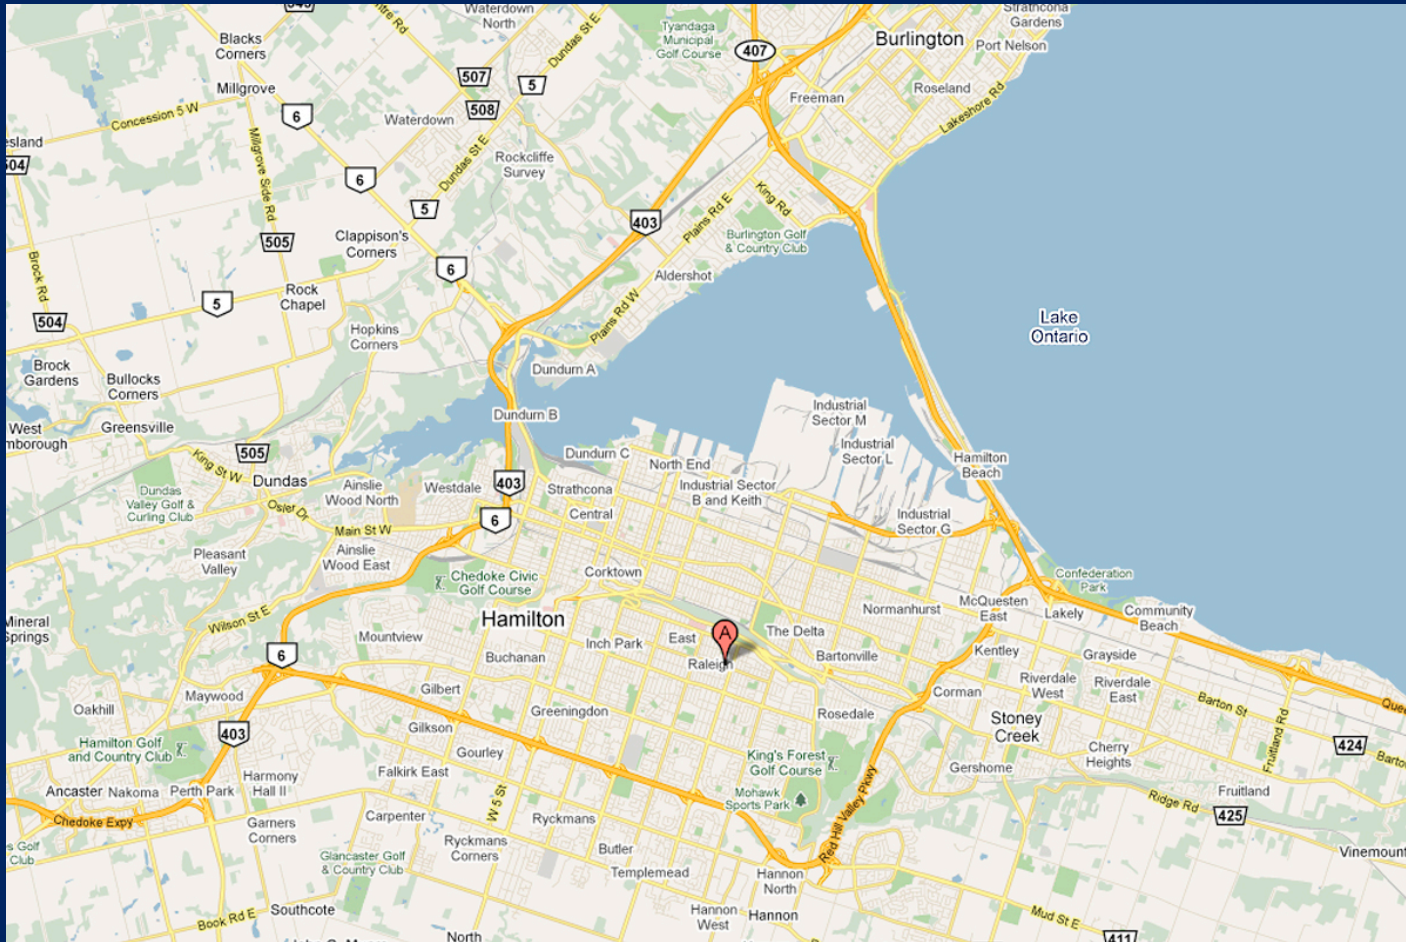 543
Waterdown
North
Strathcona
Gardens
Centre Rd
Dundas St E
Tyandaga
Municipal
Golf Course
407
Burlington
Port Nelson
Blacks
Corners
Millgrove
507
5
508
Freeman
Roseland
Lakeshore Rd
Concession 5 W
6
Waterdown
Millgrove Side Rd
Rockcliffe
Survey
Dundas St E
504
6
5
403
King Rd
Plains Rd E
Burlington Golf
& Country Club
505
Clappison's
Corners
Brock Rd
6
Aldershot
Rock
Chapel
5
504
Plains Rd W
Lake
Ontario
Hopkins
Corners
Brock
Gardens
Bullocks
Corners
Dundurn A
Dundurn B
Industrial
Sector M
West
Greensville
505
King St W
Dundurn C
North End
Industrial
Sector L
Hamilton
Beach
Dundas
Ainslie
Wood North
Westdale
403
Strathcona
Industrial Sector
B and Keith
Dundas
Valley Golf &
Curling Club
Osler Dr
6
Central
Industrial
Sector G
Main St W
Pleasant
Valley
Ainslie
Wood East
Chedoke Civic
Golf Course
Corktown
Confederation
Park
Normanhurst
McQuesten
East
Lakely
Community
Beach
Mineral
Springs
Wilson St E
Hamilton
Mountview
Inch Park
East
A
The Delta
6
Buchanan
Raleigh
Bartonville
Kentley
Grayside
Maywood
Gilbert
Corman
Riverdale
West
Riverdale
East
Barton St
Oakhill
Greeningdon
Rosedale
Gilkson
Stoney
Creek
Fruitland Rd
403
Hamilton Golf
and Country Club
Gourley
King's Forest
Golf Course
Cherry
Heights
424
Falkirk East
Gershome
Harmony
Hall II
Ancaster
Nakoma
Perth Park
W 5 St
Mohawk
Sports Park
Red Hill Valley Pkwy
Fruitland
Ridge Rd
425
Chedoke Expy
Garners
Corners
Carpenter
Ryckmans
Ryckmans
Corners
Butler
Glancaster Golf
& Country Club
Templemead
Hannon
North
Vinemount
Book Rd E
Southcote
Hannon
West
Hannon
Mud St E
North
411